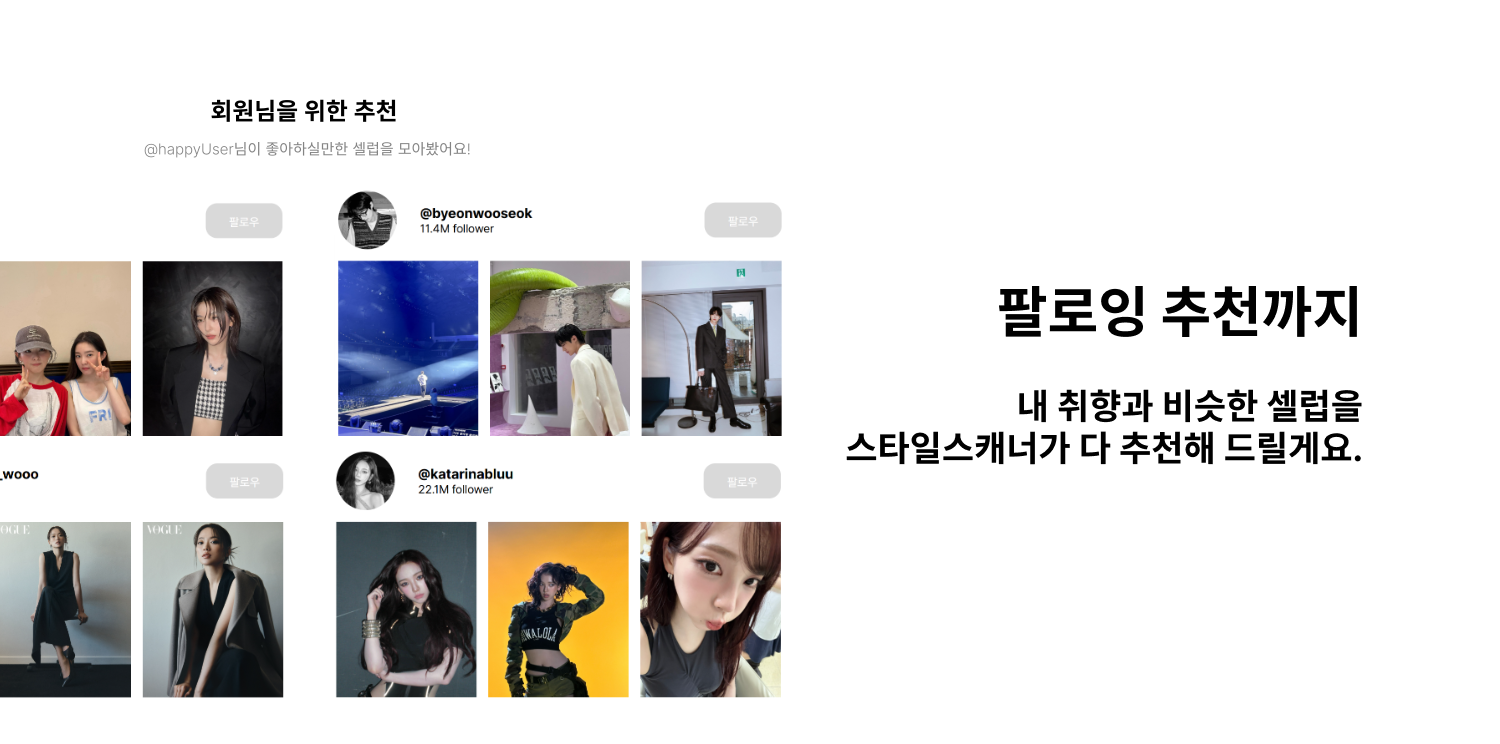 회원님을 위한 추천
@happyUser님이 좋아하실만한 셀럽을 모아봤어요!
팔로우
@byeonwooseok
11.4M follower
팔로우
_wooo
팔로우
@katarinabluu
22.1M follower
팔로우
OGUE
VOGUE
팔로잉 추천까지
내 취향과 비슷한 셀럽을
스타일스캐너가 다 추천해 드릴게요.